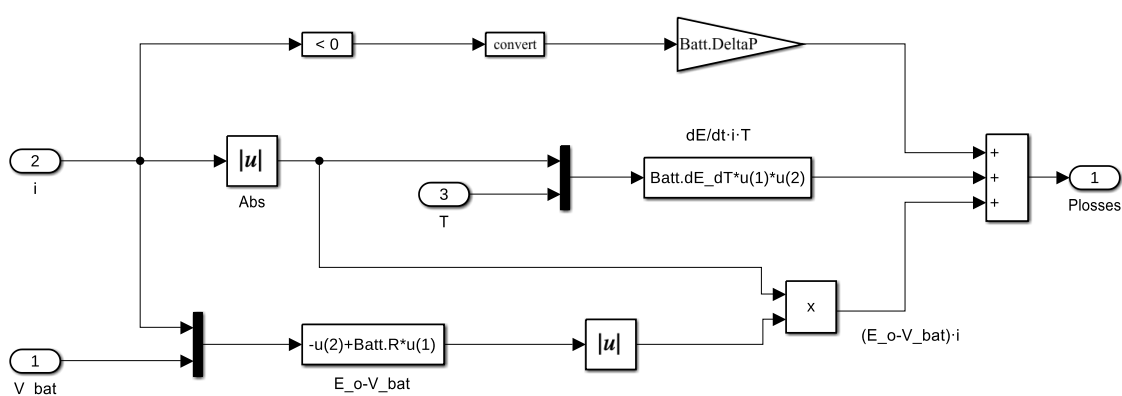 < 0
convert
Batt.DeltaP
2
i
|u|
Abs
3
T
dE/dt·i·T
Batt.dE_dT*u(1)*u(2)
+
+
+
1
Plosses
x
(E_o-V_bat)·i
1
V_bat
-u(2)+Batt.R*u(1)
E_o-V_bat
|u|